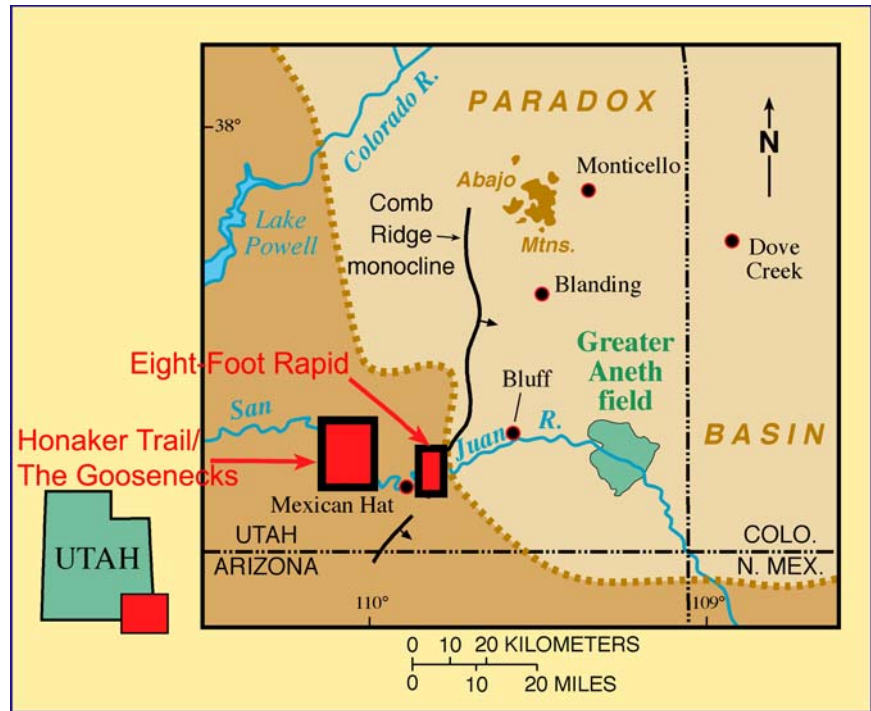 PARADOX
Colorado R.
38°
N
Abajo
Monticello
Comb
Ridge
monocline
Mtns.
Lake
Powell
Dove
Creek
Blanding
Greater
Aneth
field
Eight-Foot Rapid
Bluff
San
Juan
R.
BASIN
Honaker Trail/
The Goosenecks
Mexican Hat
UTAH
UTAH
COLO.
ARIZONA
N. MEX.
110°
109°
0 10 20 KILOMETERS
0 10 20 MILES